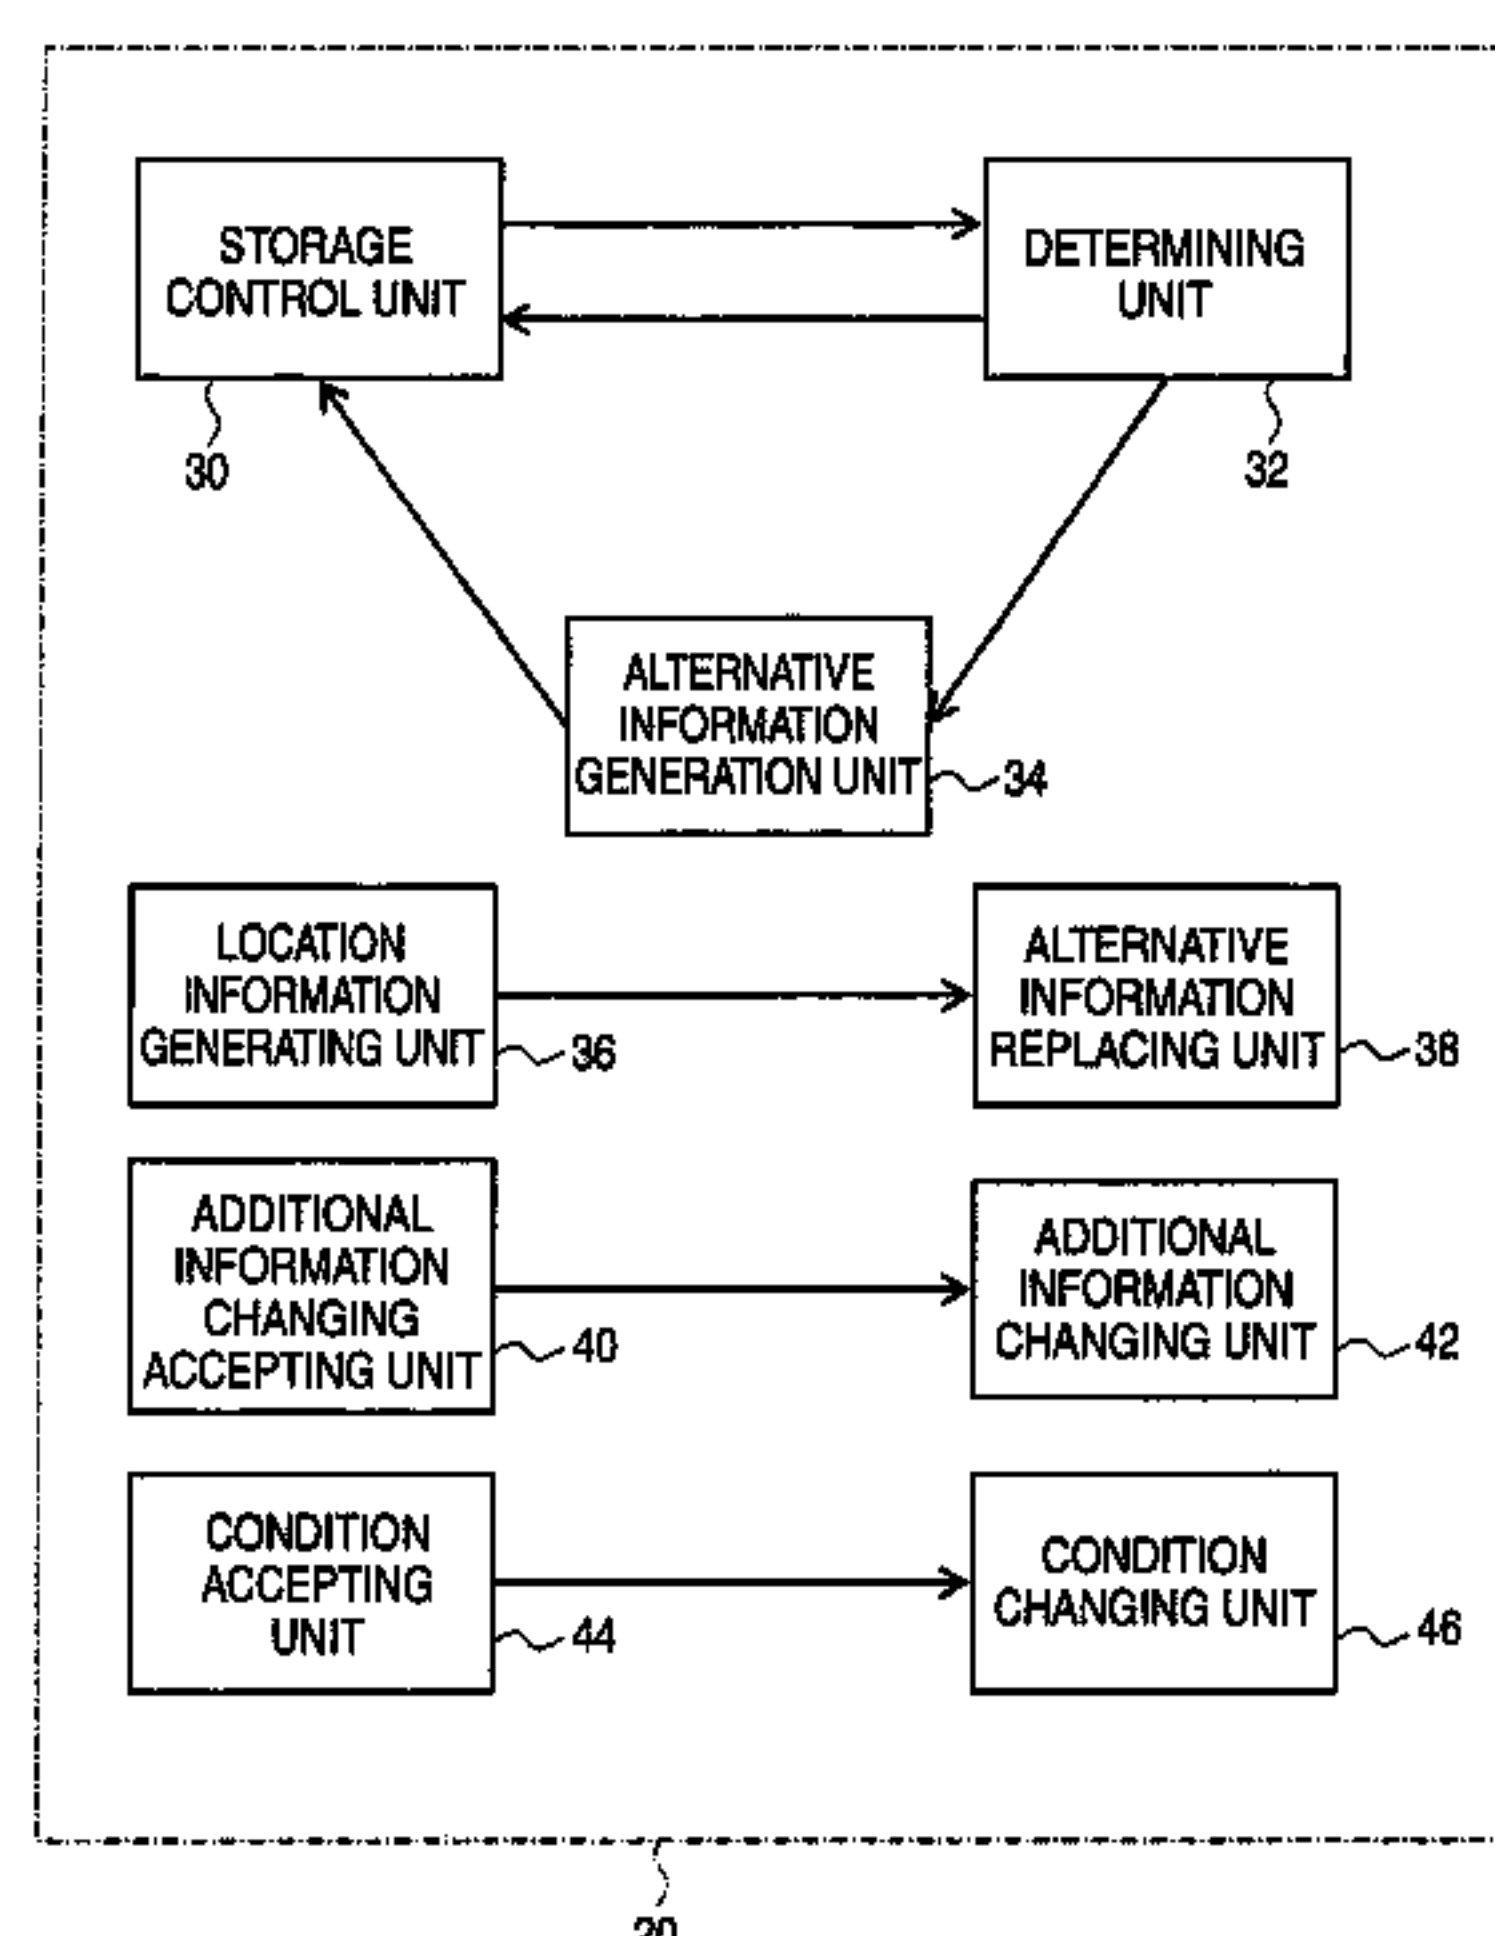 STORAGE
CONTROL UNIT
30
DETERMINING
UNIT
32
ALTERNATIVE
INFORMATION
GENERATION UNIT
34
LOCATION
INFORMATION
GENERATING UNIT
36
ALTERNATIVE
INFORMATION
REPLACING UNIT
38
ADDITIONAL
INFORMATION
CHANGING
ACCEPTING UNIT
40
ADDITIONAL
INFORMATION
CHANGING UNIT
42
CONDITION
ACCEPTING
UNIT
44
CONDITION
CHANGING UNIT
46